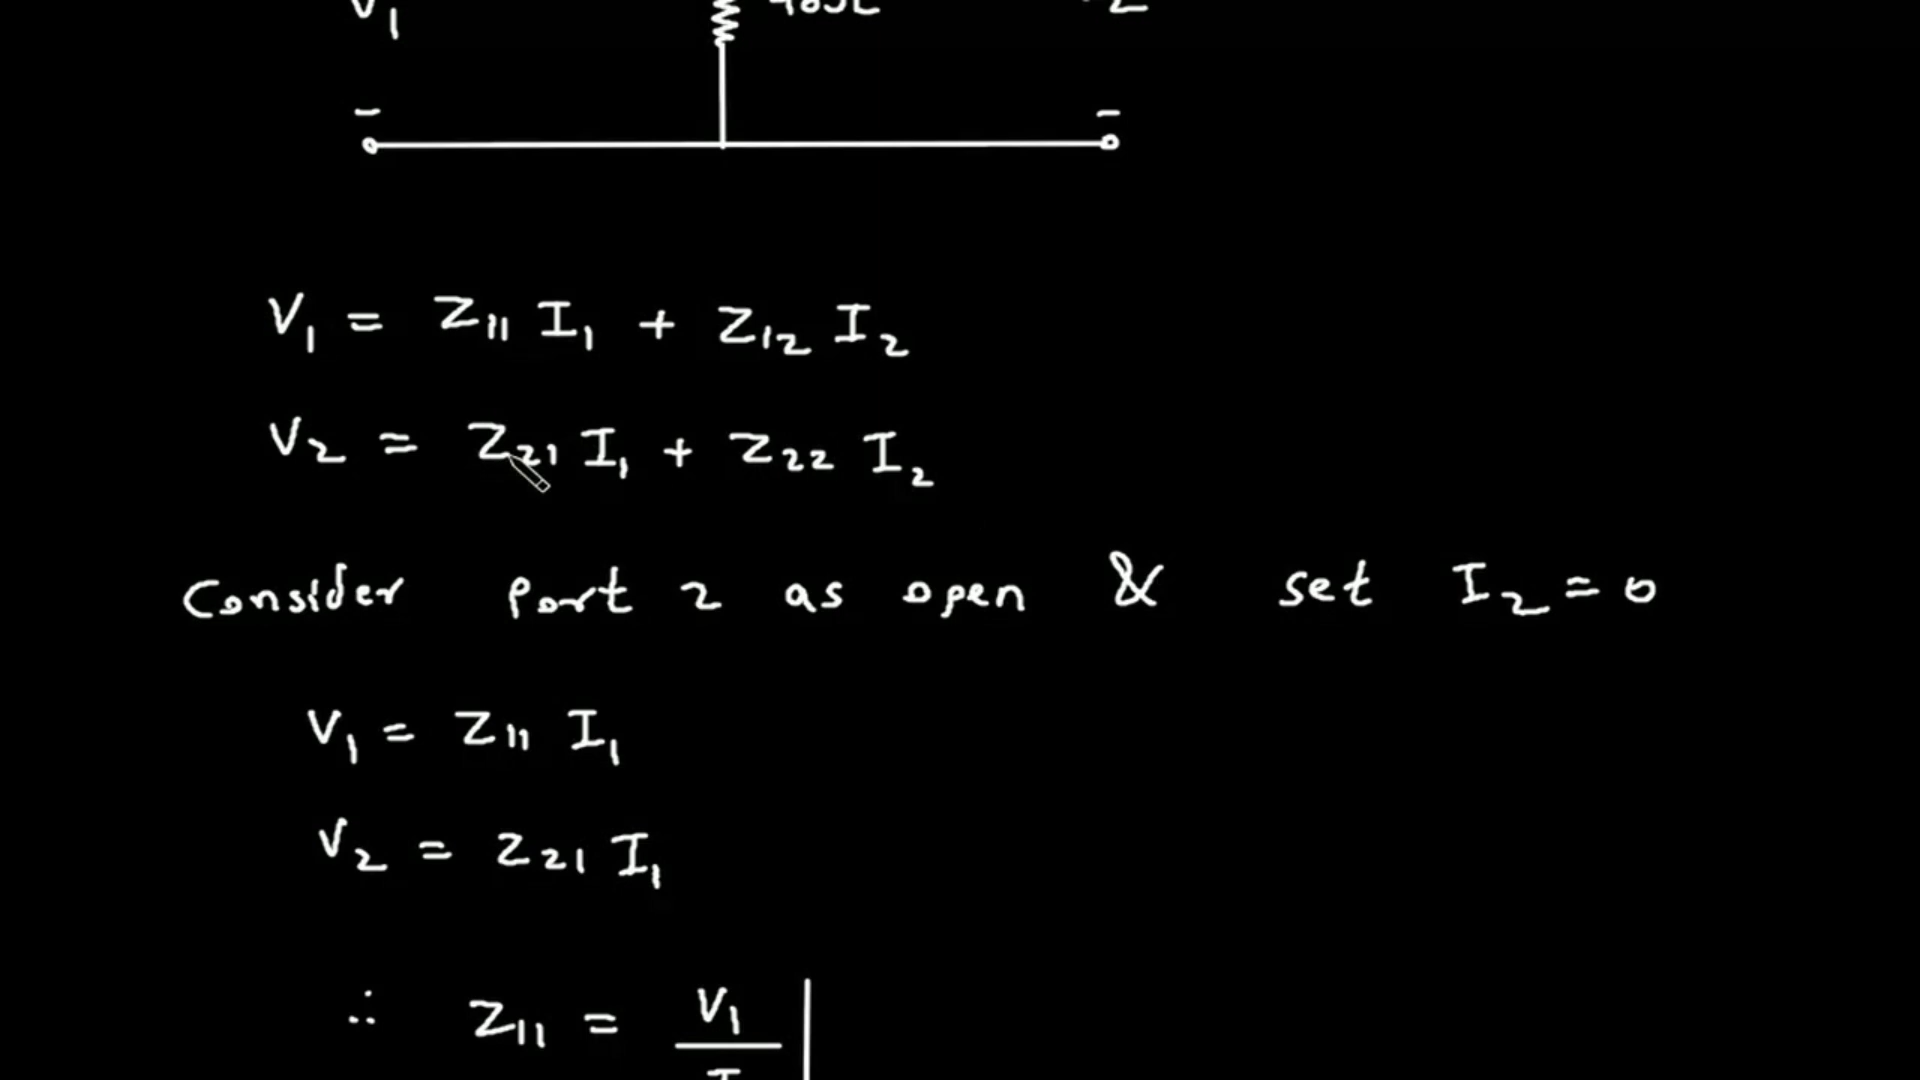 V1 40Ω
- -
V1 = Z11 I1 + Z12 I2
V2 = Z21 I1 + Z22 I2
Consider Port 2 as open & set I2 = 0
V1 = Z11 I1
V2 = Z21 I1
∴ Z11 = V1 |